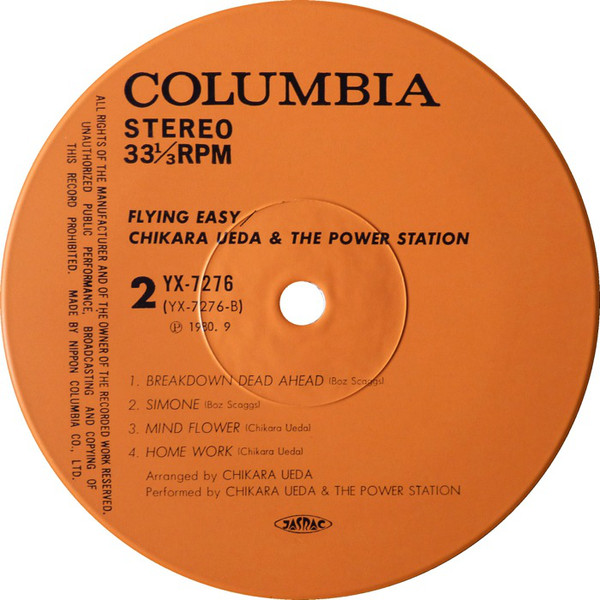 COLUMBIA
STEREO
33⅓RPM
FLYING EASY/
CHIKARA UEDA & THE POWER STATION
2
YX-7276
(YX-7276-B)
Ⓟ 1980. 9
1. BREAKDOWN DEAD AHEAD (Boz Scaggs)
2. SIMONE (Boz Scaggs)
3. MIND FLOWER (Chikara Ueda)
4. HOME WORK (Chikara Ueda)
Arranged by CHIKARA UEDA
Performed by CHIKARA UEDA & THE POWER STATION
JASRAC
ALL RIGHTS OF THE MANUFACTURER AND OF THE OWNER OF THE RECORDED WORK RESERVED.
UNAUTHORIZED PUBLIC PERFORMANCE, BROADCASTING AND COPYING OF
THIS RECORD PROHIBITED. MADE BY NIPPON COLUMBIA CO., LTD.